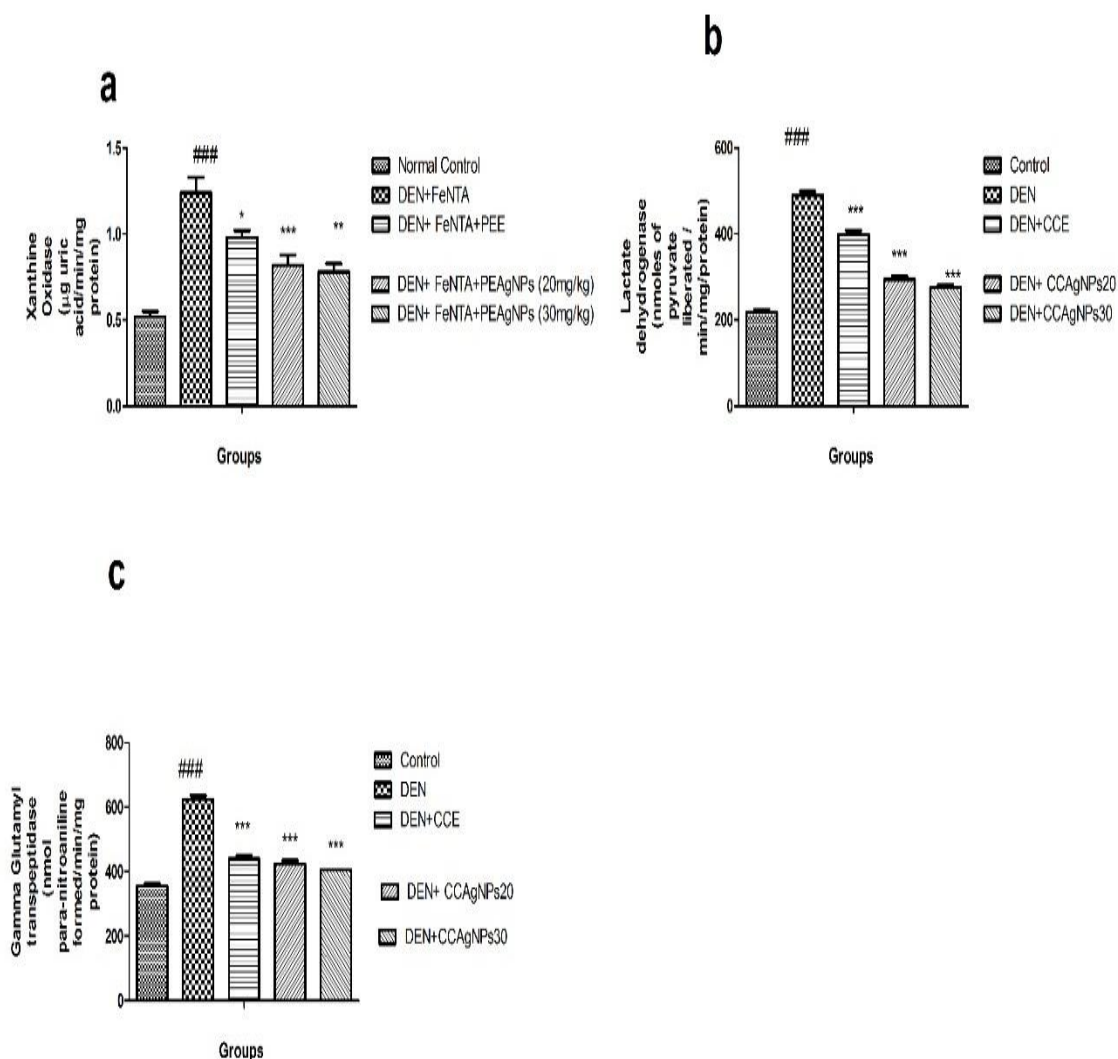 a
Xanthine
Oxidase
(µg uric
acid/min/mg
protein)
1.5
1.0
0.5
0.0
###
*
***
**
Groups
Normal Control
DEN+FeNTA
DEN+ FeNTA+PEE
DEN+ FeNTA+PEAgNPs (20mg/kg)
DEN+ FeNTA+PEAgNPs (30mg/kg)
b
Lactate
dehydrogenase
(nmoles of
pyruvate
liberated /
min/mg/protein)
600
400
200
0
###
***
***
***
Groups
Control
DEN
DEN+CCE
DEN+ CCAgNPs20
DEN+CCAgNPs30
c
Gamma Glutamyl
transpeptidase
(nmol
para-nitroaniline
formed/min/mg
protein)
800
600
400
200
0
###
***
***
***
Groups
Control
DEN
DEN+CCE
DEN+ CCAgNPs20
DEN+CCAgNPs30